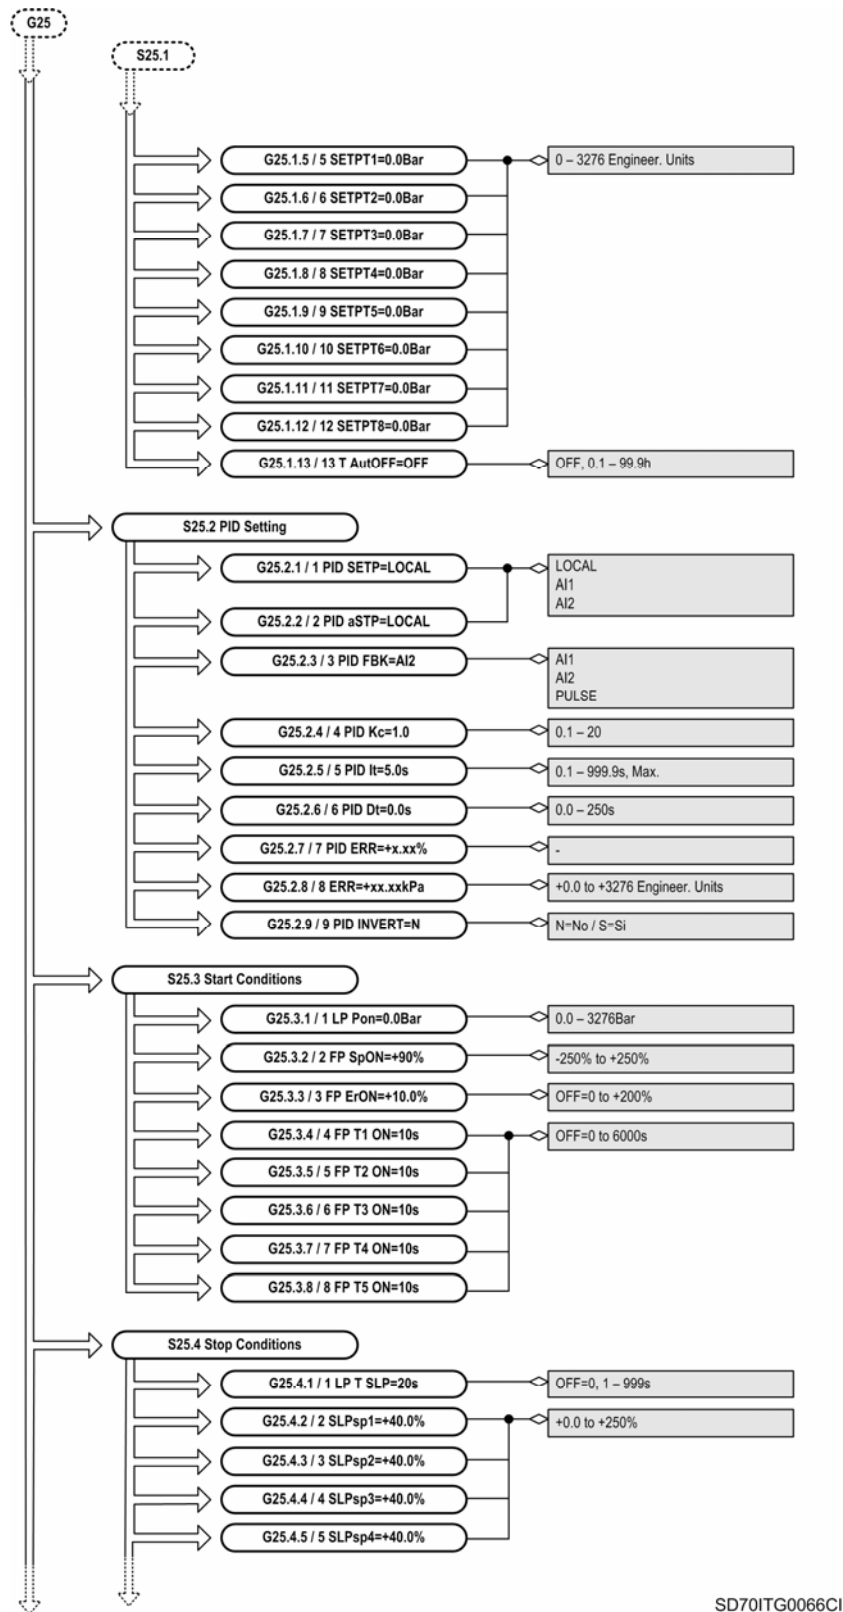 G25
S25.1
G25.1.5 / 5 SETPT1=0.0Bar
0 – 3276 Engineer. Units
G25.1.6 / 6 SETPT2=0.0Bar
G25.1.7 / 7 SETPT3=0.0Bar
G25.1.8 / 8 SETPT4=0.0Bar
G25.1.9 / 9 SETPT5=0.0Bar
G25.1.10 / 10 SETPT6=0.0Bar
G25.1.11 / 11 SETPT7=0.0Bar
G25.1.12 / 12 SETPT8=0.0Bar
G25.1.13 / 13 T AutOFF=OFF
OFF, 0.1 – 99.9h
S25.2 PID Setting
G25.2.1 / 1 PID SETP=LOCAL
LOCAL
AI1
AI2
G25.2.2 / 2 PID aSTP=LOCAL
G25.2.3 / 3 PID FBK=AI2
AI1
AI2
PULSE
G25.2.4 / 4 PID Kc=1.0
0.1 – 20
G25.2.5 / 5 PID It=5.0s
0.1 – 999.9s, Max.
G25.2.6 / 6 PID Dt=0.0s
0.0 – 250s
G25.2.7 / 7 PID ERR=+x.xx%
-
G25.2.8 / 8 ERR=+xx.xxkPa
+0.0 to +3276 Engineer. Units
G25.2.9 / 9 PID INVERT=N
N=No / S=Si
S25.3 Start Conditions
G25.3.1 / 1 LP Pon=0.0Bar
0.0 – 3276Bar
G25.3.2 / 2 FP SpON=+90%
-250% to +250%
G25.3.3 / 3 FP ErON=+10.0%
OFF=0 to +200%
G25.3.4 / 4 FP T1 ON=10s
OFF=0 to 6000s
G25.3.5 / 5 FP T2 ON=10s
G25.3.6 / 6 FP T3 ON=10s
G25.3.7 / 7 FP T4 ON=10s
G25.3.8 / 8 FP T5 ON=10s
S25.4 Stop Conditions
G25.4.1 / 1 LP T SLP=20s
OFF=0, 1 – 999s
G25.4.2 / 2 SLPsp1=+40.0%
+0.0 to +250%
G25.4.3 / 3 SLPsp2=+40.0%
G25.4.4 / 4 SLPsp3=+40.0%
G25.4.5 / 5 SLPsp4=+40.0%
SD70ITG0066CI